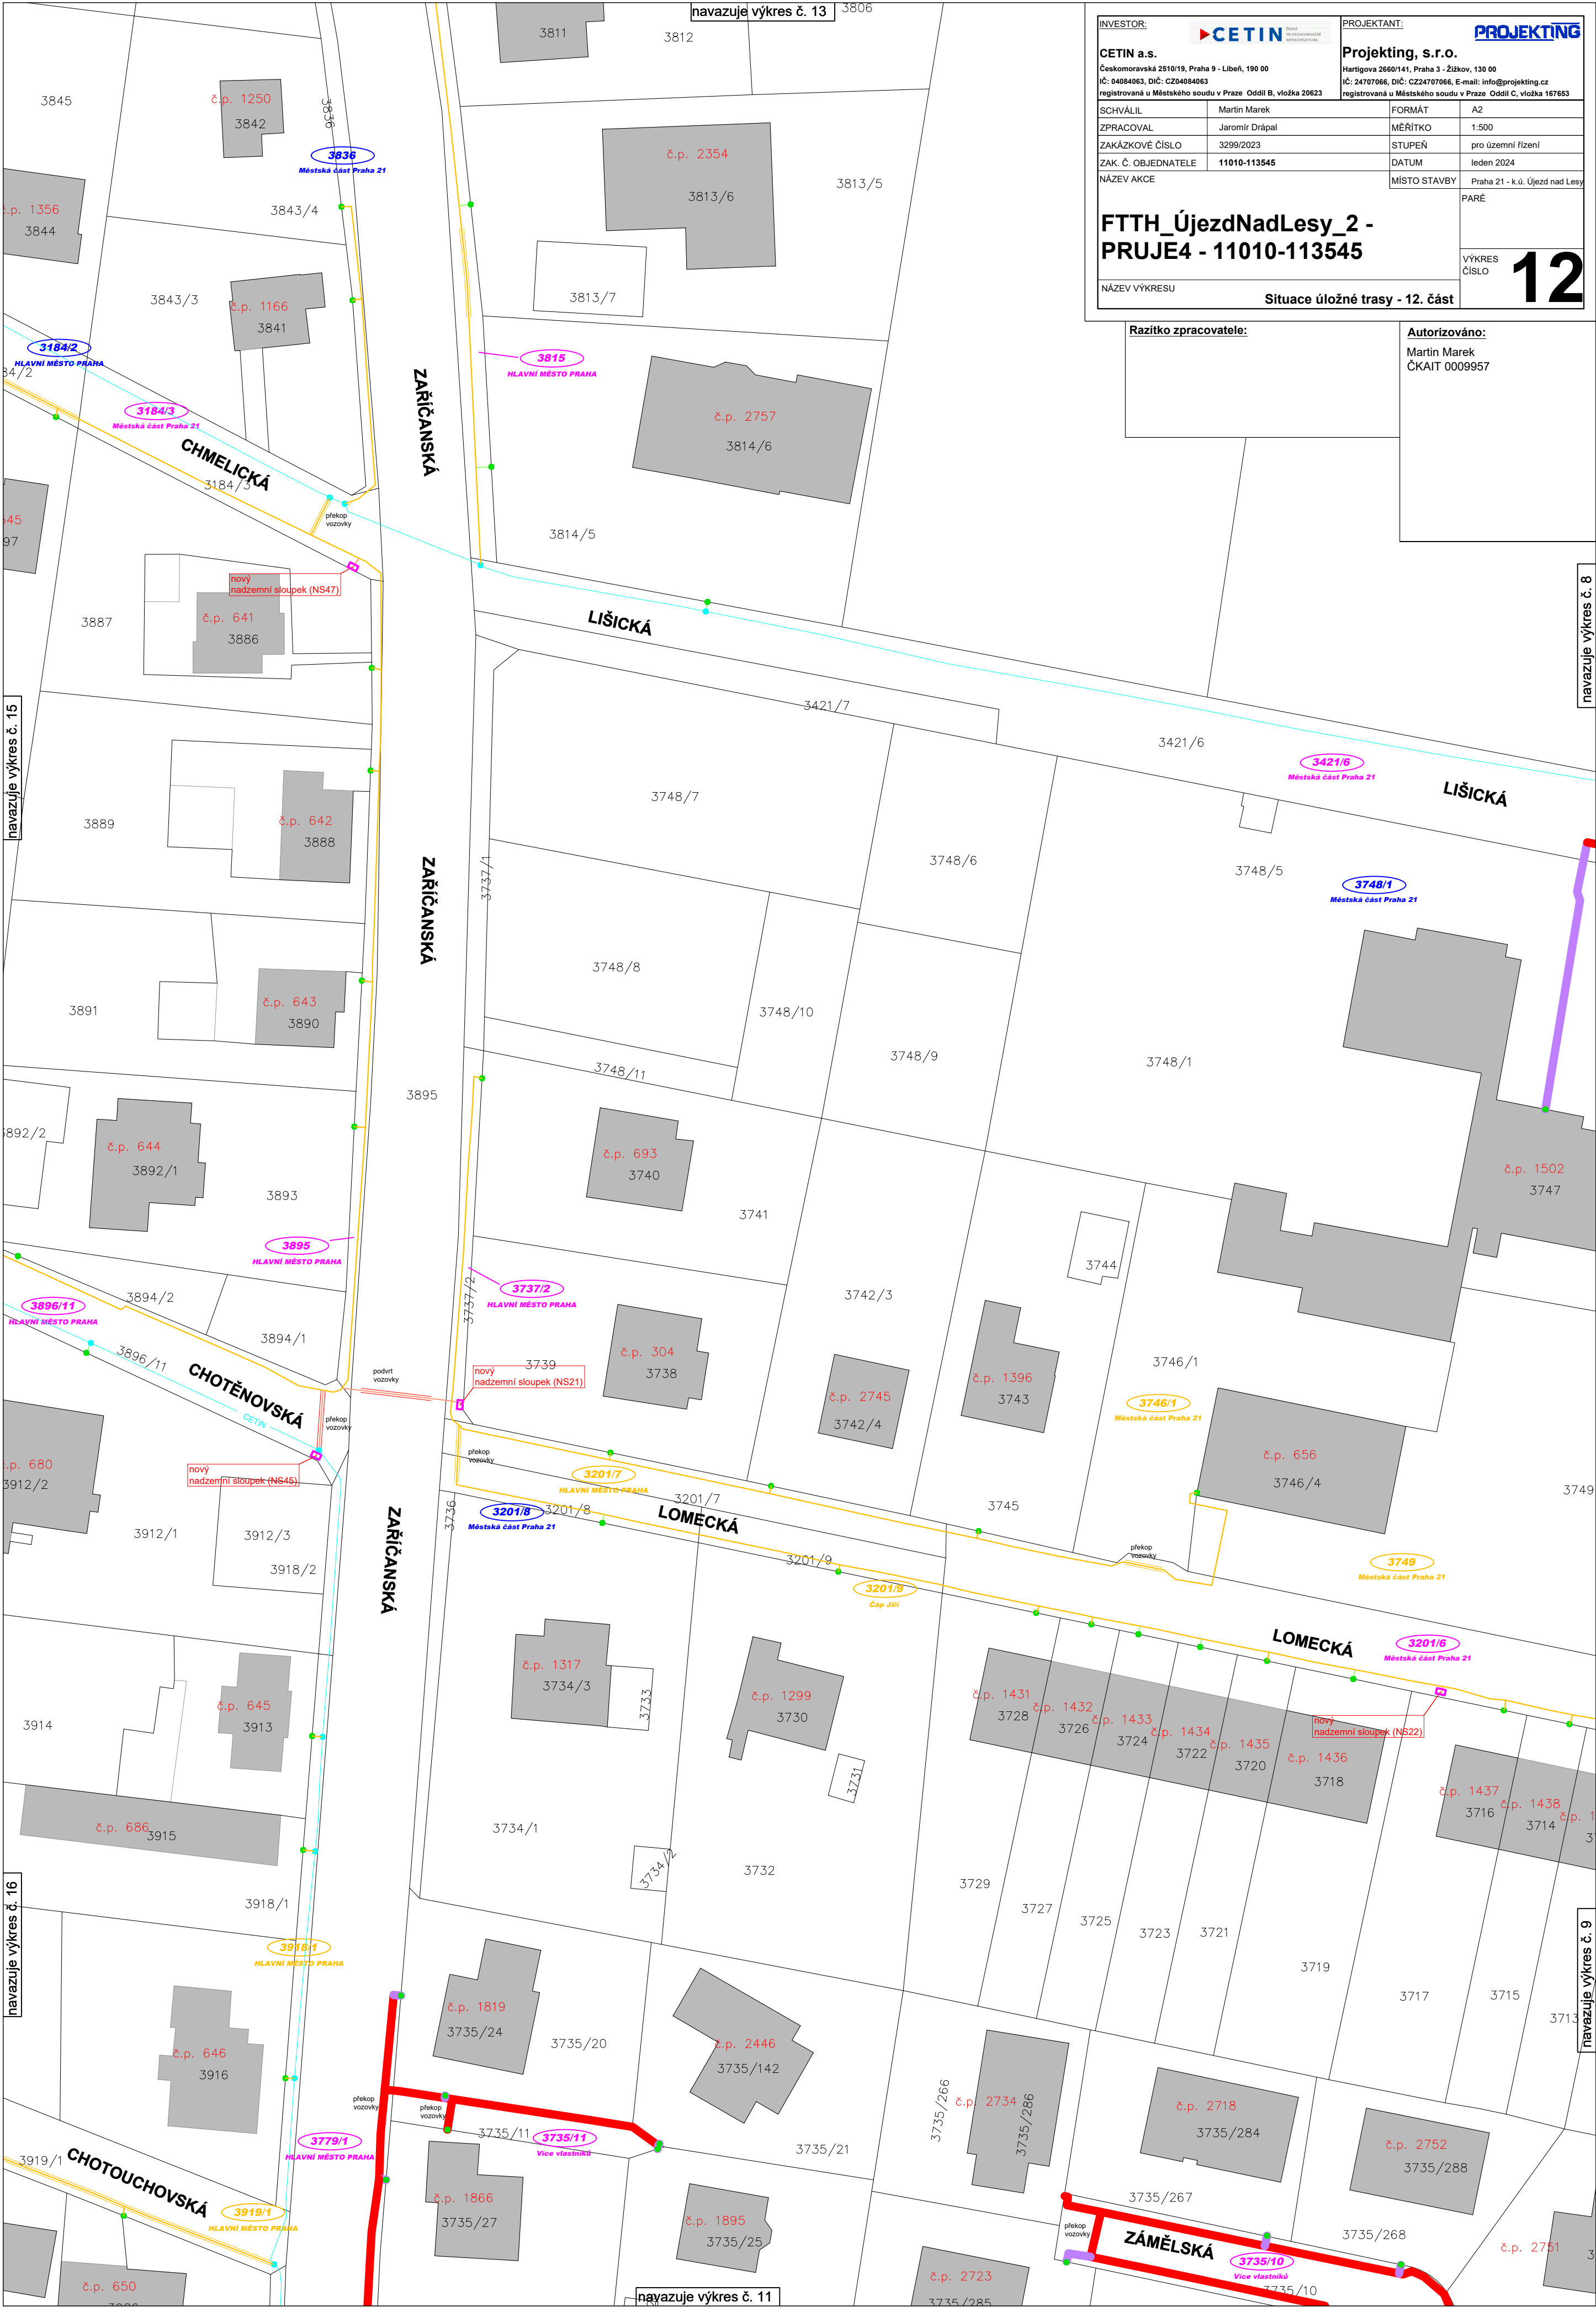 navazuje výkres č. 13
3806
3811
3812
INVESTOR:
CETIN
CETIN a.s.
Českomoravská 2510/19, Praha 9 - Libeň, 190 00
IČ: 04084063, DIČ: CZ04084063
registrovaná u Městského soudu v Praze Oddíl B, vložka 20623
PROJEKTANT:
PROJEKTING
Projekting, s.r.o.
Hartigova 2660/141, Praha 3 - Žižkov, 130 00
IČ: 24707066, DIČ: CZ24707066, E-mail: info@projekting.cz
registrovaná u Městského soudu v Praze Oddíl C, vložka 167653
SCHVÁLIL Martin Marek FORMÁT A2
ZPRACOVAL Jaromír Drápal MĚŘÍTKO 1:500
ZAKÁZKOVÉ ČÍSLO 3299/2023 STUPEŇ pro územní řízení
ZAK. Č. OBJEDNATELE 11010-113545 DATUM leden 2024
NÁZEV AKCE MÍSTO STAVBY Praha 21 - k.ú. Újezd nad Lesy
PARÉ
FTTH_ÚjezdNadLesy_2 -
PRUJE4 - 11010-113545
VÝKRES
ČÍSLO
12
NÁZEV VÝKRESU
Situace úložné trasy - 12. část
Razítko zpracovatele:
Autorizováno:
Martin Marek
ČKAIT 0009957
3845
č.p. 1250
3842
3836
3836
Městská část Praha 21
č.p. 2354
3813/6
3813/5
č.p. 1356
3844
3843/4
3843/3
č.p. 1166
3841
3813/7
3184/2
HLAVNÍ MĚSTO PRAHA
84/2
3815
HLAVNÍ MĚSTO PRAHA
ZAŘÍČANSKÁ
3184/3
Městská část Praha 21
CHMELICKÁ
3184/3
č.p. 2757
3814/6
překop
vozovky
3814/5
645
97
nový
nadzemní sloupek (NS47)
č.p. 641
3886
3887
LIŠICKÁ
navazuje výkres č. 8
navazuje výkres č. 15
3421/7
3421/6
3421/6
Městská část Praha 21
LIŠICKÁ
3748/7
3889
č.p. 642
3888
ZAŘÍČANSKÁ
3737/1
3748/6
3748/5
3748/1
Městská část Praha 21
3748/8
3748/10
3891
č.p. 643
3890
3748/9
3748/1
3748/11
3895
3892/2
č.p. 644
3892/1
3893
č.p. 693
3740
3741
č.p. 1502
3747
3895
HLAVNÍ MĚSTO PRAHA
3744
3737/2
HLAVNÍ MĚSTO PRAHA
3737/2
3742/3
3896/11
HLAVNÍ MĚSTO PRAHA
3894/2
3894/1
3896/11
CHOTĚNOVSKÁ
CETIN
podvrt
vozovky
3739
nový
nadzemní sloupek (NS21)
č.p. 304
3738
č.p. 2745
3742/4
č.p. 1396
3743
3746/1
3746/1
Městská část Praha 21
překop
vozovky
č.p. 680
3912/2
nový
nadzemní sloupek (NS45)
překop
vozovky
3201/7
HLAVNÍ MĚSTO PRAHA
č.p. 656
3746/4
3749
3736
3201/8
Městská část Praha 21
3201/8
3201/7
LOMECKÁ
3745
3912/1
3912/3
3918/2
ZAŘÍČANSKÁ
3201/9
3201/9
Čáp Jiří
překop
vozovky
3749
Městská část Praha 21
LOMECKÁ
3201/6
Městská část Praha 21
č.p. 1317
3734/3
3733
č.p. 1299
3730
3731
č.p. 645
3913
3914
č.p. 1431
3728
č.p. 1432
3726
č.p. 1433
3724
č.p. 1434
3722
č.p. 1435
3720
č.p. 1436
3718
nový
nadzemní sloupek (NS22)
č.p. 1437
3716
č.p. 1438
3714
č.p. 1
č.p. 686
3915
3734/1
3734/2
3732
3729
3727
3725
3723
3721
3719
3717
3715
3713
navazuje výkres č. 16
navazuje výkres č. 9
3918/1
3918/1
HLAVNÍ MĚSTO PRAHA
č.p. 1819
3735/24
3735/20
č.p. 2446
3735/142
č.p. 646
3916
3735/266
č.p. 2734
3735/286
č.p. 2718
3735/284
č.p. 2752
3735/288
překop
vozovky
překop
vozovky
3735/11
3735/11
Více vlastníků
3735/21
3779/1
HLAVNÍ MĚSTO PRAHA
3919/1
CHOTOUCHOVSKÁ
3919/1
HLAVNÍ MĚSTO PRAHA
č.p. 1866
3735/27
č.p. 1895
3735/25
3735/267
překop
vozovky
ZÁMĚLSKÁ
3735/268
3735/10
Více vlastníků
3735/10
č.p. 2751
č.p. 650
č.p. 2723
3735/285
navazuje výkres č. 11